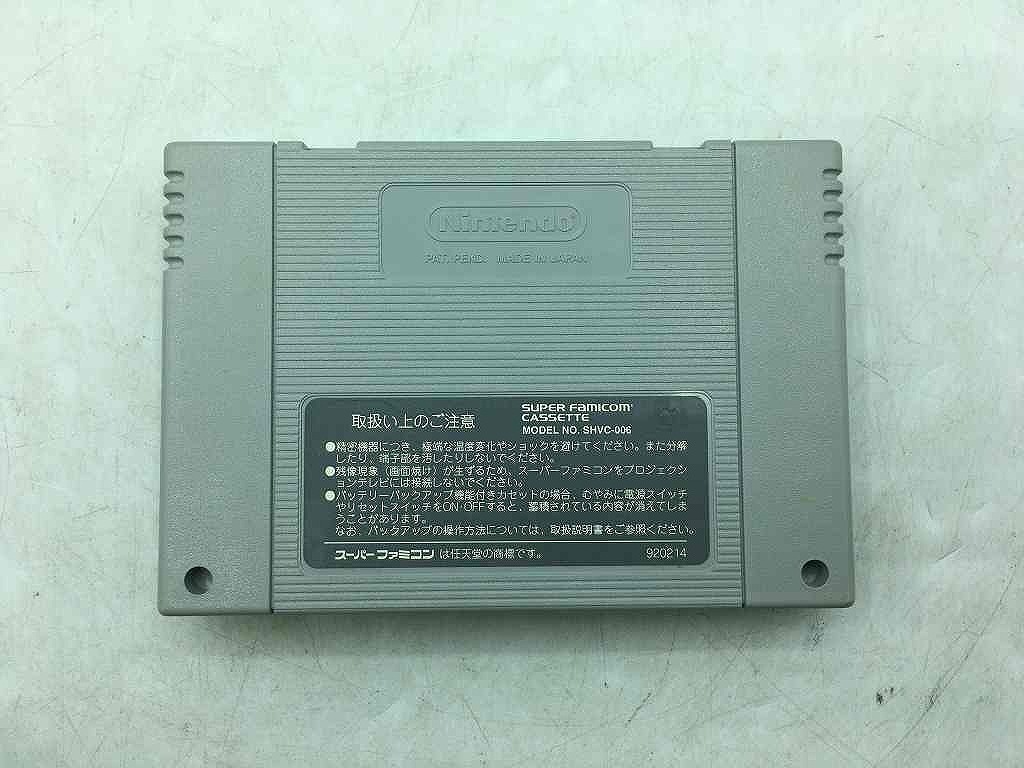 Nintendo
PAT. PEND. MADE IN JAPAN
取扱い上のご注意
SUPER FAMICOM
CASSETTE
MODEL NO. SHVC-006
●精密機器につき、極端な温度変化やショックを避けてください。また分解
したり、端子部を汚したりしないでください。
●残像現象（画面焼け）が生ずるため、スーパーファミコンをプロジェクシ
ョンテレビには接続しないでください。
●バッテリーバックアップ機能付きカセットの場合、むやみに電源スイッチ
やリセットスイッチをON・OFFすると、蓄積されている内容が消えてしま
うことがあります。
なお、バックアップの操作方法については、取扱説明書をご参照ください。
スーパーファミコン は任天堂の商標です。
920214